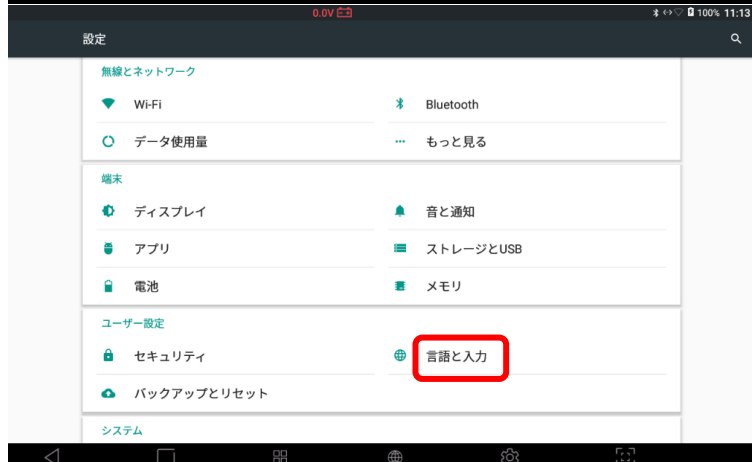 0.0V
100% 11:13
設定
無線とネットワーク
Wi-Fi
Bluetooth
データ使用量
もっと見る
端末
ディスプレイ
音と通知
アプリ
ストレージとUSB
電池
メモリ
ユーザー設定
セキュリティ
言語と入力
バックアップとリセット
システム